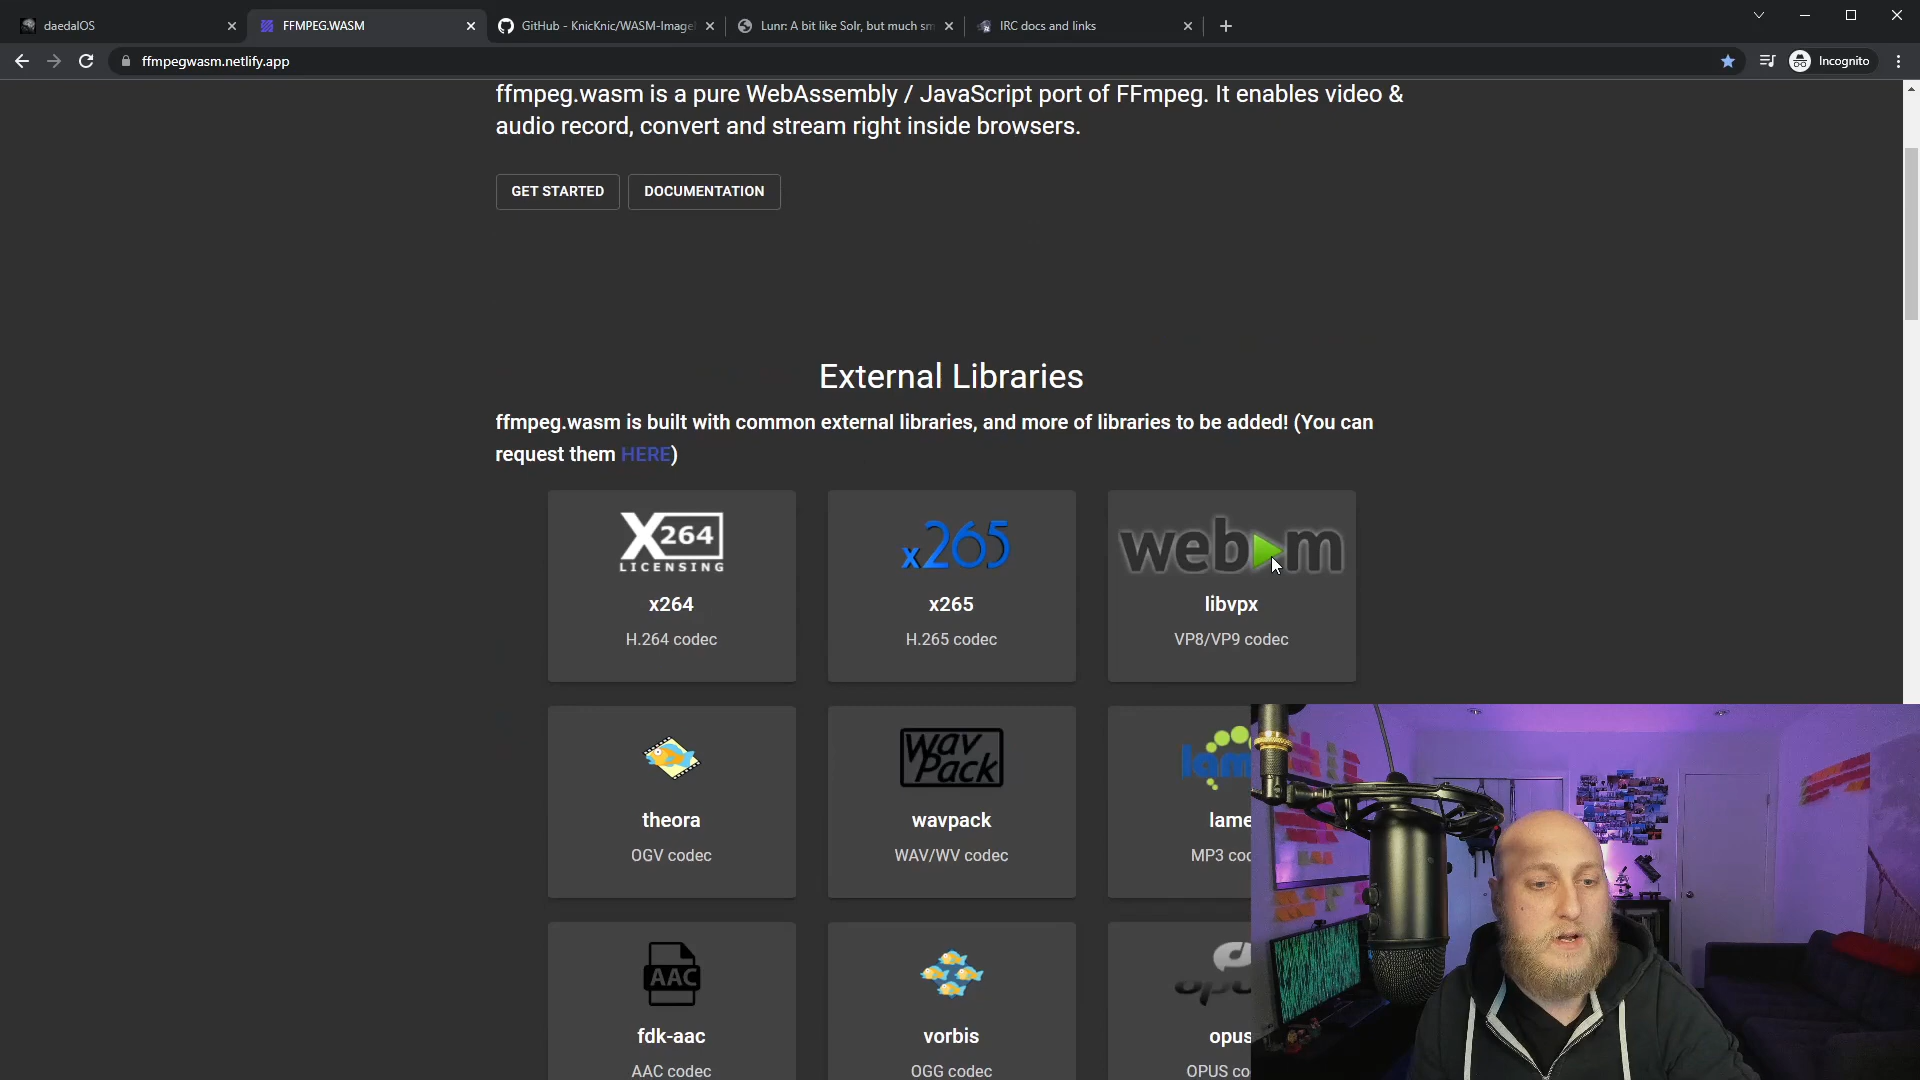 daedalOS
FFMPEG.WASM
GitHub - KnicKnic/WASM-Image
Lunr: A bit like Solr, but much sm
IRC docs and links
ffmpegwasm.netlify.app
Incognito
ffmpeg.wasm is a pure WebAssembly / JavaScript port of FFmpeg. It enables video &
audio record, convert and stream right inside browsers.
GET STARTED
DOCUMENTATION
External Libraries
ffmpeg.wasm is built with common external libraries, and more of libraries to be added! (You can
request them HERE)
X264
LICENSING
x264
H.264 codec
x265
x265
H.265 codec
webm
libvpx
VP8/VP9 codec
theora
OGV codec
wav
Pack
wavpack
WAV/WV codec
lam
lame
MP3 co
AAC
fdk-aac
AAC codec
vorbis
OGG codec
opu
opus
OPUS co